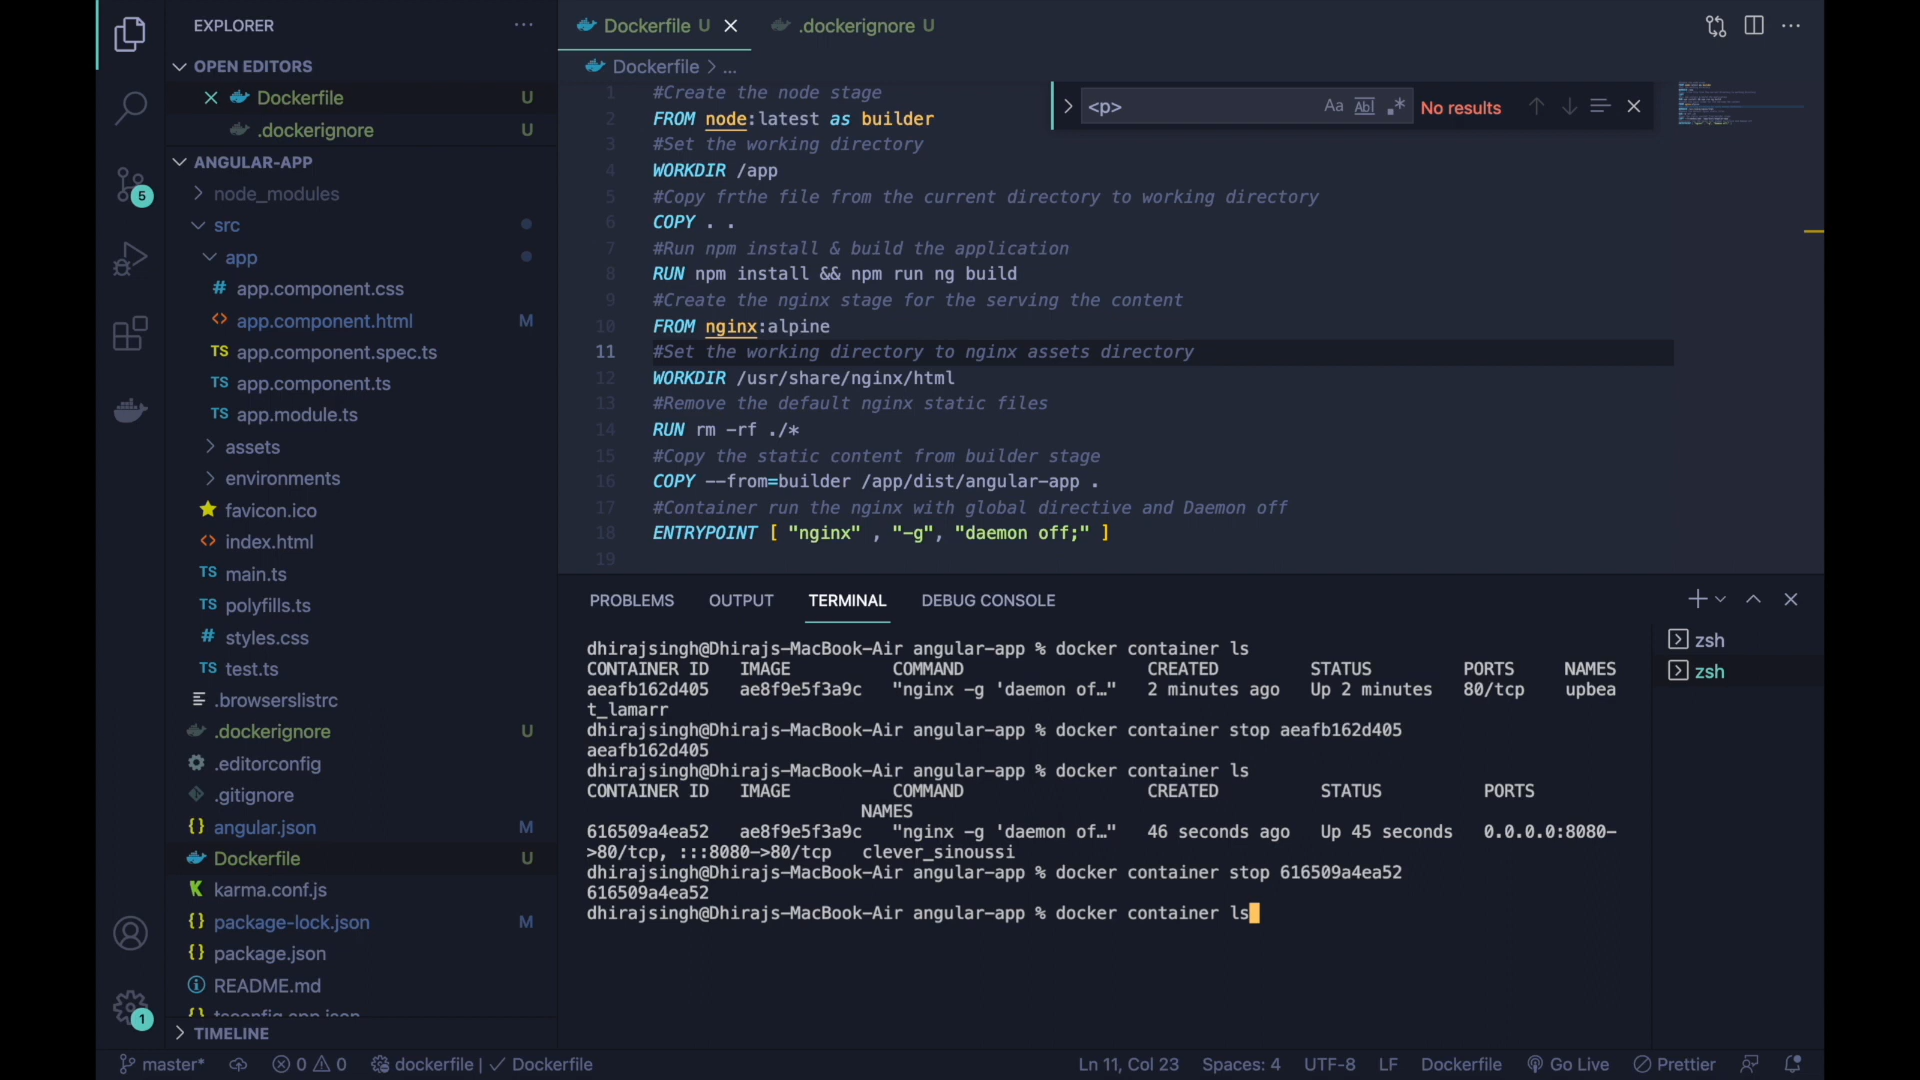 EXPLORER
OPEN EDITORS
Dockerfile U
.dockerignore U
ANGULAR-APP
node_modules
src
app
app.component.css
app.component.html M
app.component.spec.ts
app.component.ts
app.module.ts
assets
environments
favicon.ico
index.html
main.ts
polyfills.ts
styles.css
test.ts
.browserslistrc
.dockerignore U
.editorconfig
.gitignore
angular.json M
Dockerfile U
karma.conf.js
package-lock.json M
package.json
README.md
tsconfig.app.json
TIMELINE
5
1
Dockerfile U
.dockerignore U
Dockerfile > ...
<p>
Aa Abl .*
No results
1 #Create the node stage
2 FROM node:latest as builder
3 #Set the working directory
4 WORKDIR /app
5 #Copy frthe file from the current directory to working directory
6 COPY . .
7 #Run npm install & build the application
8 RUN npm install && npm run ng build
9 #Create the nginx stage for the serving the content
10 FROM nginx:alpine
11 #Set the working directory to nginx assets directory
12 WORKDIR /usr/share/nginx/html
13 #Remove the default nginx static files
14 RUN rm -rf ./*
15 #Copy the static content from builder stage
16 COPY --from=builder /app/dist/angular-app .
17 #Container run the nginx with global directive and Daemon off
18 ENTRYPOINT [ "nginx" , "-g", "daemon off;" ]
19
PROBLEMS OUTPUT TERMINAL DEBUG CONSOLE
dhirajsingh@Dhirajs-MacBook-Air angular-app % docker container ls
CONTAINER ID IMAGE COMMAND CREATED STATUS PORTS NAMES
aeafb162d405 ae8f9e5f3a9c "nginx -g 'daemon of…" 2 minutes ago Up 2 minutes 80/tcp upbea
t_lamarr
dhirajsingh@Dhirajs-MacBook-Air angular-app % docker container stop aeafb162d405
aeafb162d405
dhirajsingh@Dhirajs-MacBook-Air angular-app % docker container ls
CONTAINER ID IMAGE COMMAND CREATED STATUS PORTS
NAMES
616509a4ea52 ae8f9e5f3a9c "nginx -g 'daemon of…" 46 seconds ago Up 45 seconds 0.0.0.0:8080-
>80/tcp, :::8080->80/tcp clever_sinoussi
dhirajsingh@Dhirajs-MacBook-Air angular-app % docker container stop 616509a4ea52
616509a4ea52
dhirajsingh@Dhirajs-MacBook-Air angular-app % docker container ls
zsh
zsh
master* 0 0 dockerfile | Dockerfile Ln 11, Col 23 Spaces: 4 UTF-8 LF Dockerfile Go Live Prettier